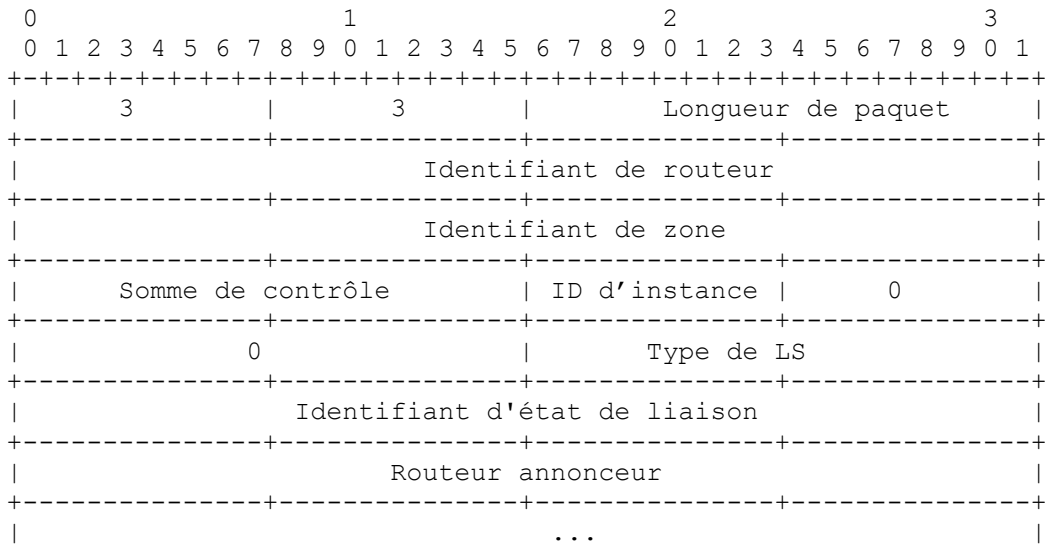 0                   1                   2                   3
 0 1 2 3 4 5 6 7 8 9 0 1 2 3 4 5 6 7 8 9 0 1 2 3 4 5 6 7 8 9 0 1
+-+-+-+-+-+-+-+-+-+-+-+-+-+-+-+-+-+-+-+-+-+-+-+-+-+-+-+-+-+-+-+-+
|      3        |       3       |        Longueur de paquet     |
+---------------+---------------+---------------+---------------+
|                         Identifiant de routeur                |
+---------------+---------------+---------------+---------------+
|                         Identifiant de zone                   |
+---------------+---------------+---------------+---------------+
|      Somme de contrôle        | ID d’instance |      0        |
+---------------+---------------+---------------+---------------+
|              0                |       Type de LS              |
+---------------+---------------+---------------+---------------+
|                 Identifiant d'état de liaison                 |
+---------------+---------------+---------------+---------------+
|                       Routeur annonceur                       |
+---------------+---------------+---------------+---------------+
|                                 ...                           |